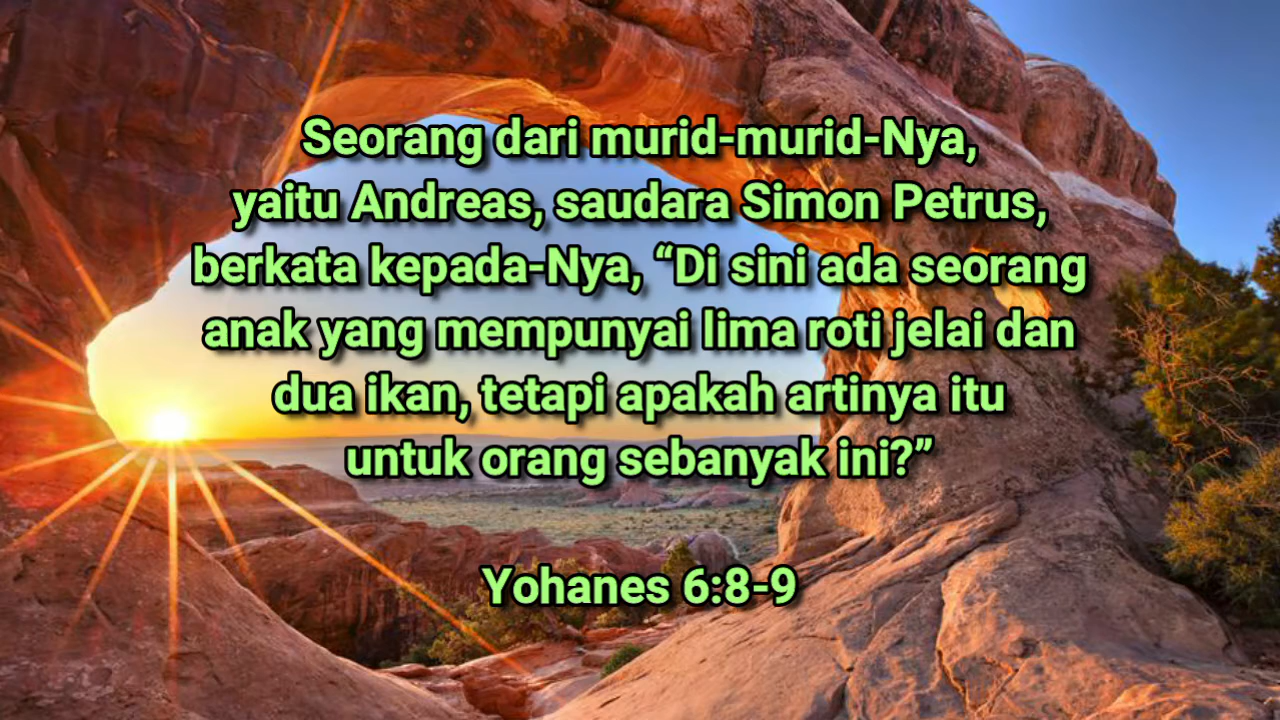 Seorang dari murid-murid-Nya,
yaitu Andreas, saudara Simon Petrus,
berkata kepada-Nya, “Di sini ada seorang
anak yang mempunyai lima roti jelai dan
dua ikan, tetapi apakah artinya itu
untuk orang sebanyak ini?”
Yohanes 6:8-9